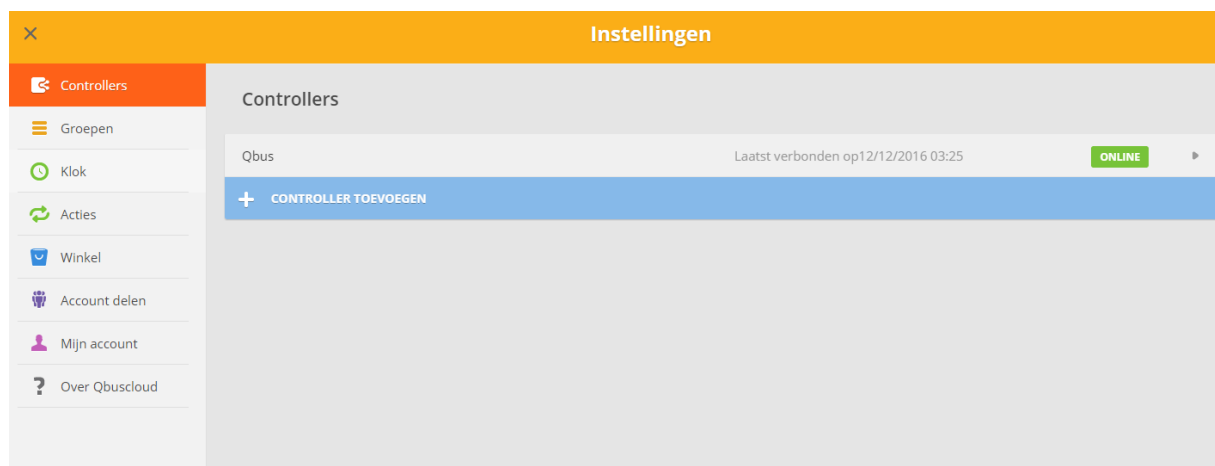 Instellingen
Controllers
Groepen
Klok
Acties
Winkel
Account delen
Mijn account
? Over Qbuscloud
Controllers
Qbus Laatst verbonden op12/12/2016 03:25 ONLINE
+ CONTROLLER TOEVOEGEN